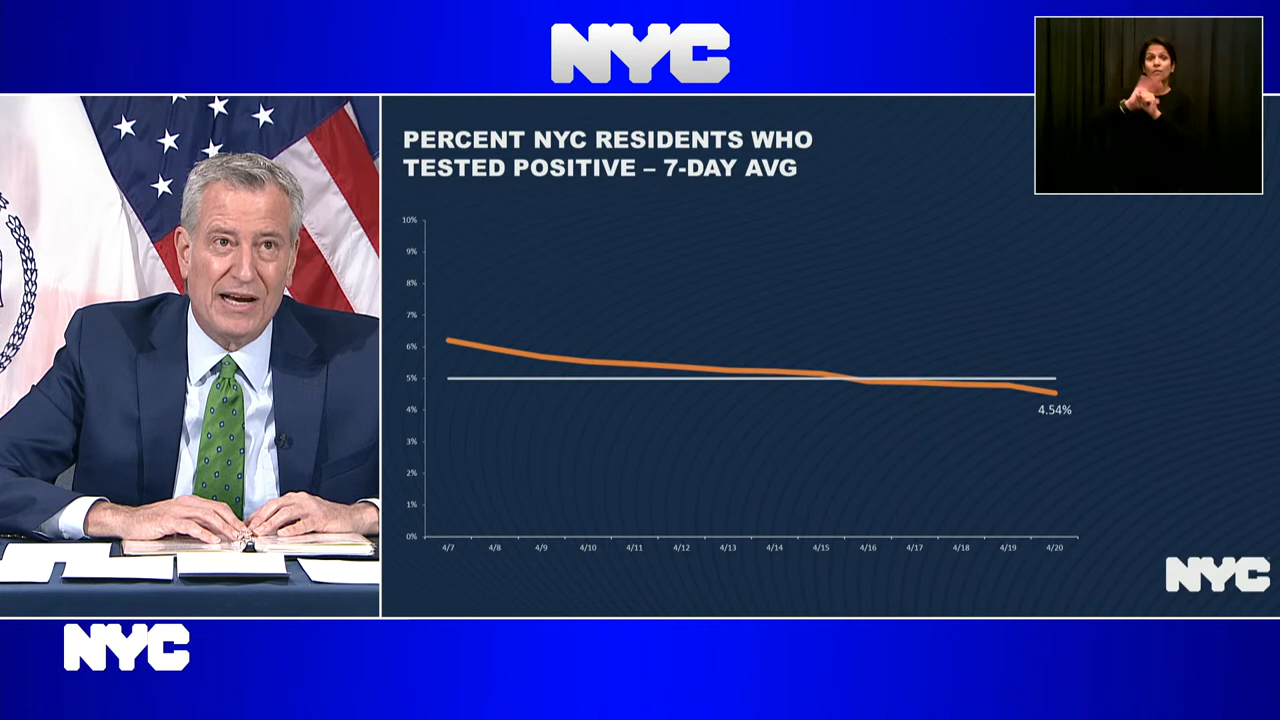 NYC
PERCENT NYC RESIDENTS WHO
TESTED POSITIVE – 7-DAY AVG
10%
9%
8%
7%
6%
5%
4%
3%
2%
1%
0%
4.54%
4/7 4/8 4/9 4/10 4/11 4/12 4/13 4/14 4/15 4/16 4/17 4/18 4/19 4/20
NYC
NYC